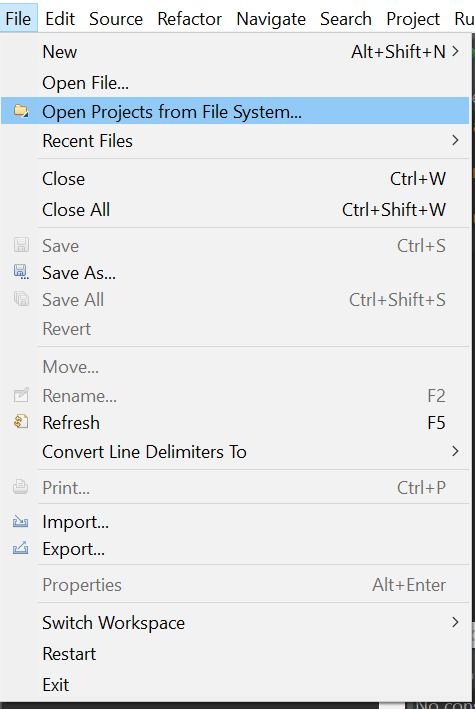 File Edit Source Refactor Navigate Search Project Ru
New Alt+Shift+N
Open File...
Open Projects from File System...
Recent Files
Close Ctrl+W
Close All Ctrl+Shift+W
Save Ctrl+S
Save As...
Save All Ctrl+Shift+S
Revert
Move...
Rename... F2
Refresh F5
Convert Line Delimiters To
Print... Ctrl+P
Import...
Export...
Properties Alt+Enter
Switch Workspace
Restart
Exit
No con